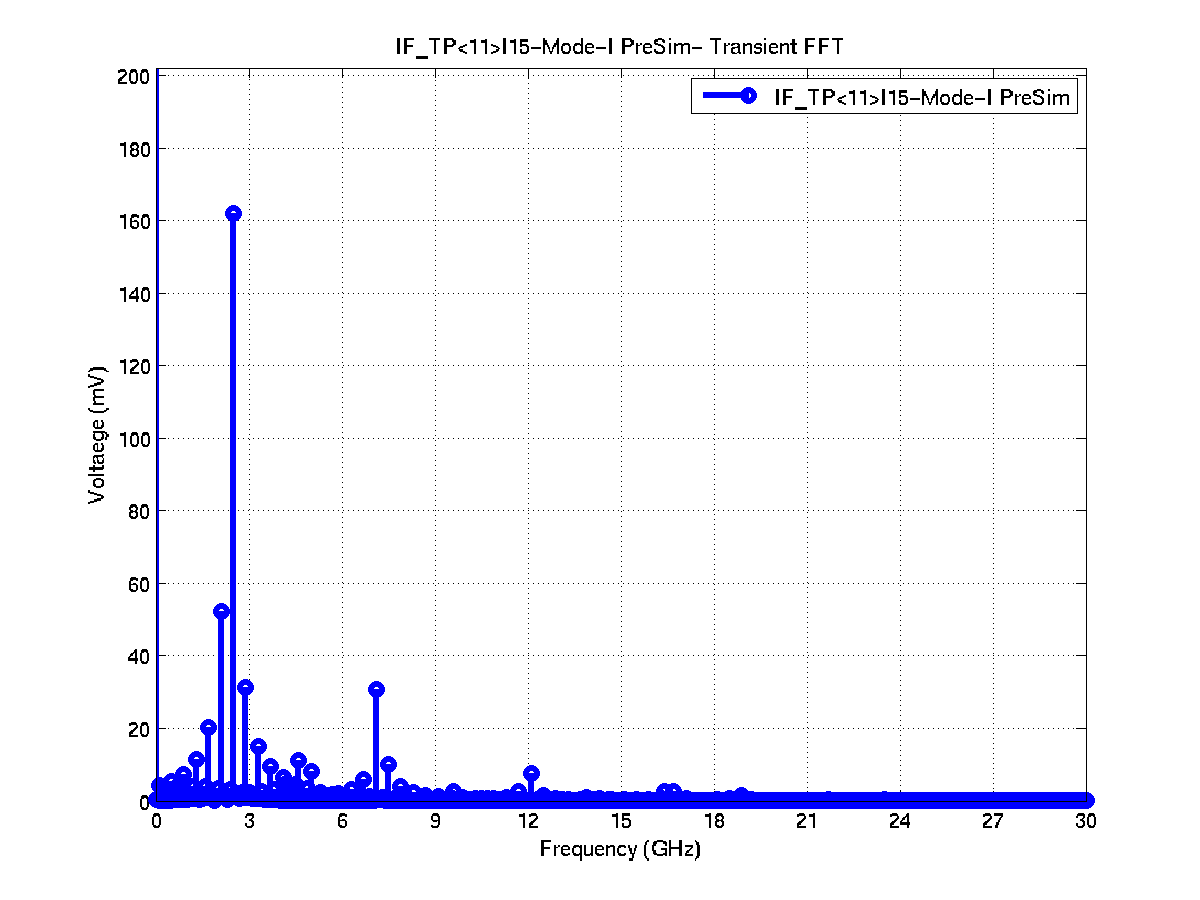 IF_TP<11>I15-Mode-I PreSim- Transient FFT
IF_TP<11>I15-Mode-I PreSim
200
180
160
140
120
100
80
60
40
20
0
Voltaege (mV)
0 3 6 9 12 15 18 21 24 27 30
Frequency (GHz)